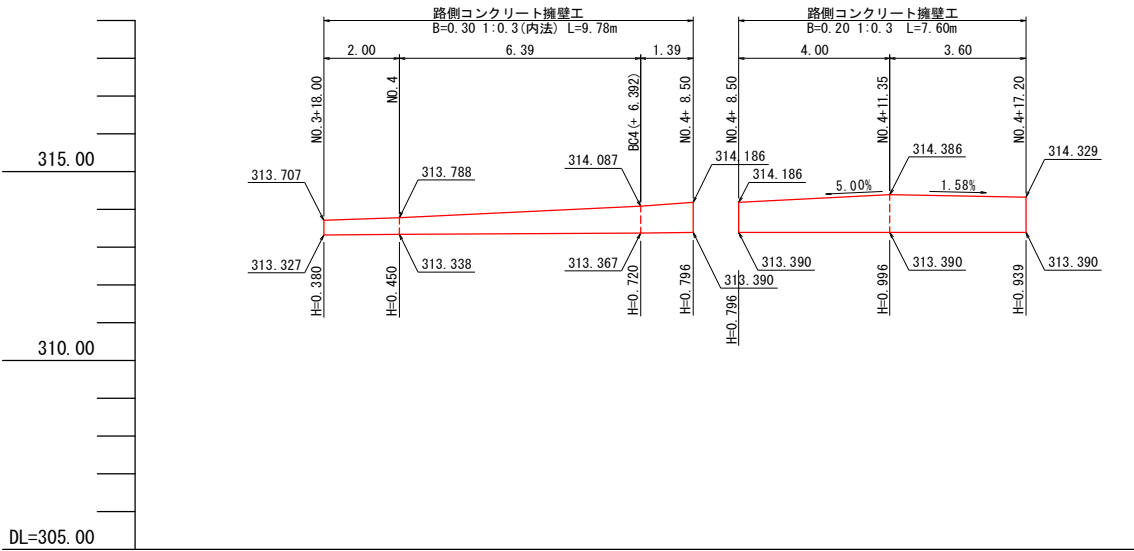 路側コンクリート擁壁工
B=0.30 1:0.3(内法) L=9.78m
2.00
6.39
1.39
路側コンクリート擁壁工
B=0.20 1:0.3 L=7.60m
4.00
3.60
NO.3+18.00
NO.4
BC4(+ 6.392)
NO.4+ 8.50
NO.4+ 8.50
NO.4+11.35
NO.4+17.20
315.00
313.707
313.788
314.087
314.186
314.186
314.386
314.329
5.00%
1.58%
313.327
313.338
313.367
313.390
313.390
313.390
313.390
H=0.380
H=0.450
H=0.720
H=0.796
H=0.796
H=0.996
H=0.939
310.00
DL=305.00